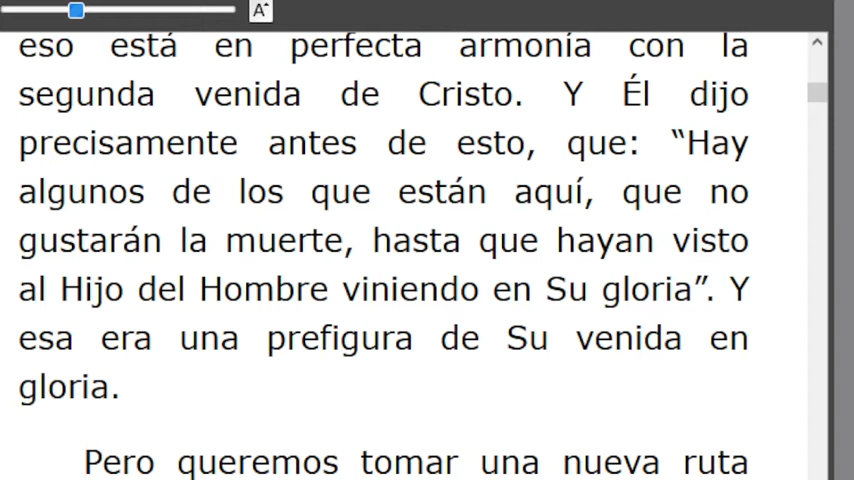 A
eso está en perfecta armonía con la
segunda venida de Cristo. Y Él dijo
precisamente antes de esto, que: “Hay
algunos de los que están aquí, que no
gustarán la muerte, hasta que hayan visto
al Hijo del Hombre viniendo en Su gloria”. Y
esa era una prefigura de Su venida en
gloria.
Pero queremos tomar una nueva ruta